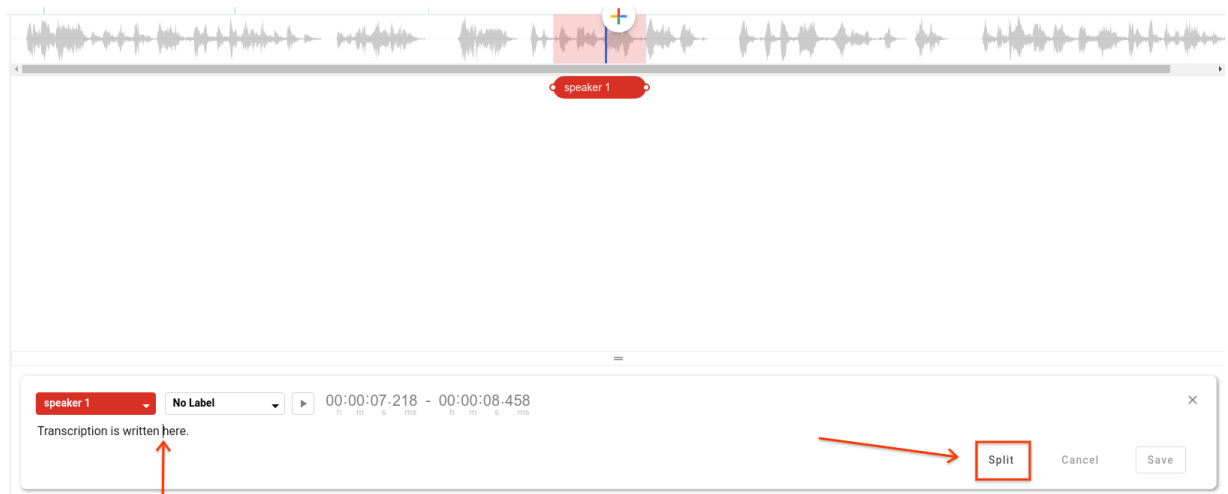 speaker 1
speaker 1 No Label 00:00:07.218 - 00:00:08.458
h m s ms h m s ms
Transcription is written here.
Split Cancel Save